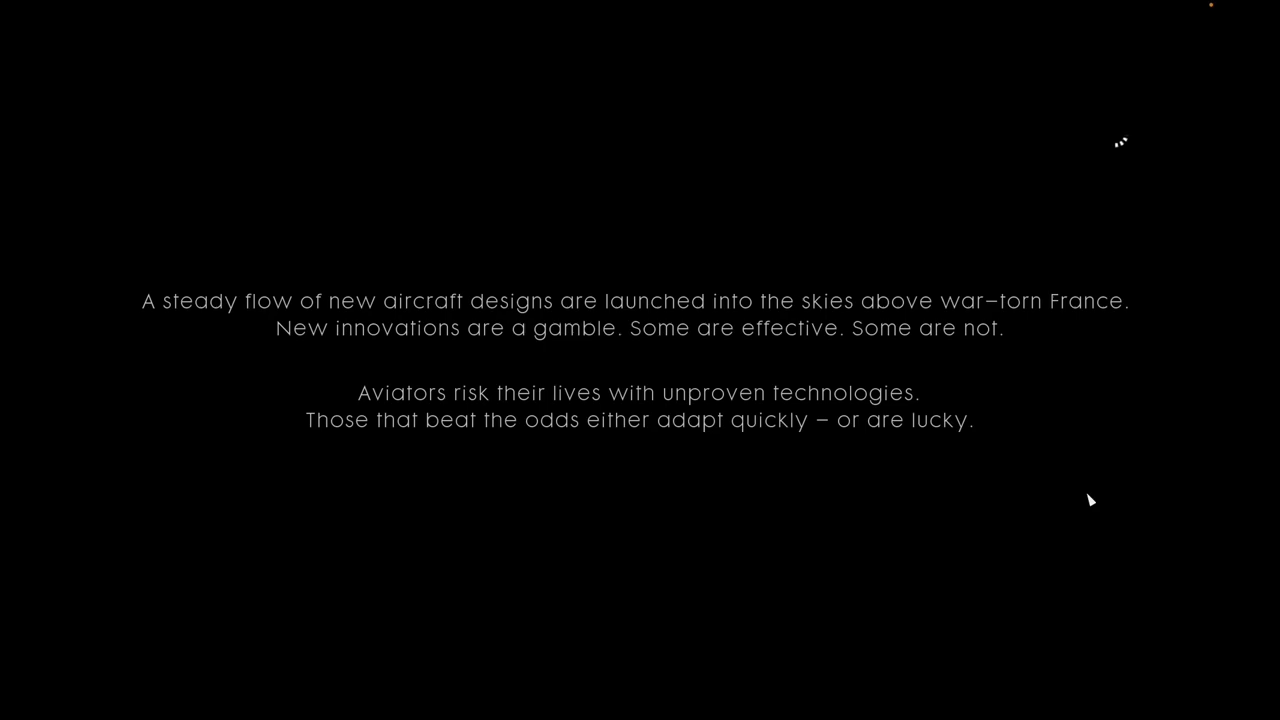 A steady flow of new aircraft designs are launched into the skies above war–torn France.
New innovations are a gamble. Some are effective. Some are not.
Aviators risk their lives with unproven technologies.
Those that beat the odds either adapt quickly – or are lucky.